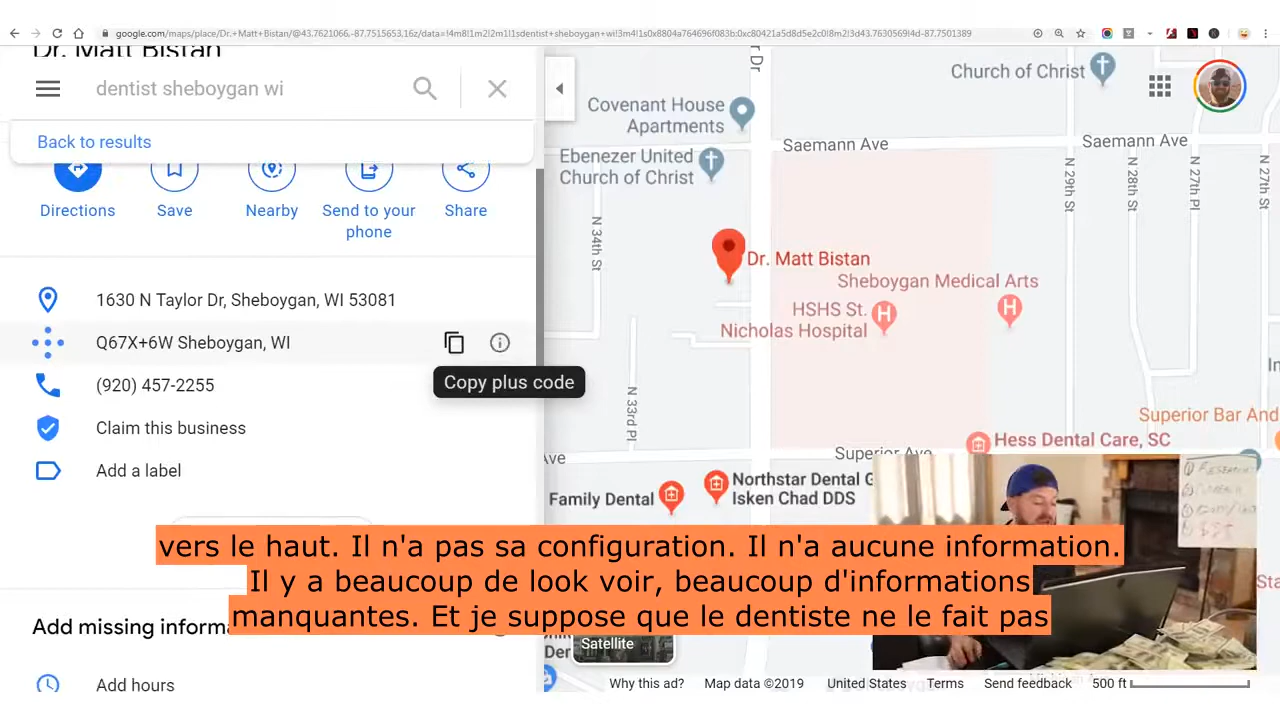 google.com/maps/place/Dr.+Matt+Bistan/@43.7621046,-87.7515653,16z/data=!4m8!1m2!2m1!1sdentist+sheboygan+wi!3m4!1s0x8804a764696f083b:0xc80421a5d8d5e2c0!8m2!3d43.7630569!4d-87.7501389
Dr. Matt Bistan
dentist sheboygan wi
Back to results
Directions
Save
Nearby
Send to your
phone
Share
1630 N Taylor Dr, Sheboygan, WI 53081
Q67X+6W Sheboygan, WI
Copy plus code
(920) 457-2255
Claim this business
Add a label
Add hours
Dr
Church of Christ
Covenant House
Apartments
Saemann Ave
Saemann Ave
Ebenezer United
Church of Christ
N 34th St
N 29th St
N 28th St
N 27th Pl
N 27th
Dr. Matt Bistan
Sheboygan Medical Arts
HSHS St.
Nicholas Hospital
N 33rd Pl
Superior Bar And
Hess Dental Care, SC
Superior Ave
Ave
Northstar Dental
Isken Chad DDS
Family Dental
vers le haut. Il n'a pas sa configuration. Il n'a aucune information.
Il y a beaucoup de look voir, beaucoup d'informations
manquantes. Et je suppose que le dentiste ne le fait pas
Add missing informa
Satellite
Why this ad?
Map data ©2019
United States
Terms
Send feedback
500 ft